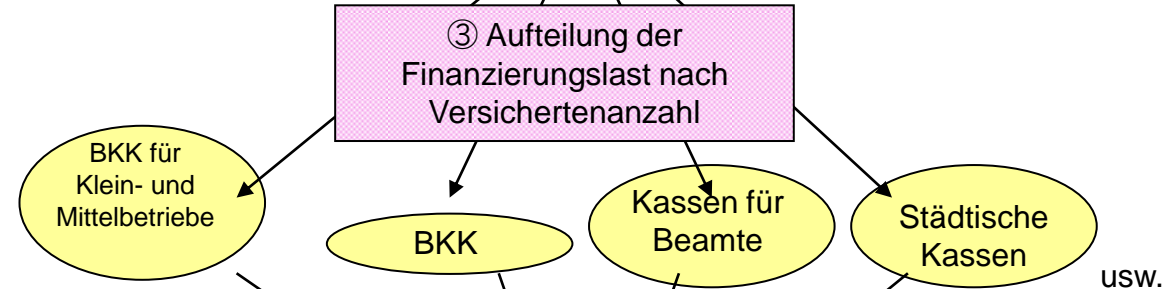 ③ Aufteilung der
Finanzierungslast nach
Versichertenanzahl
BKK für
Klein- und
Mittelbetriebe
BKK
Kassen für
Beamte
Städtische
Kassen
usw.